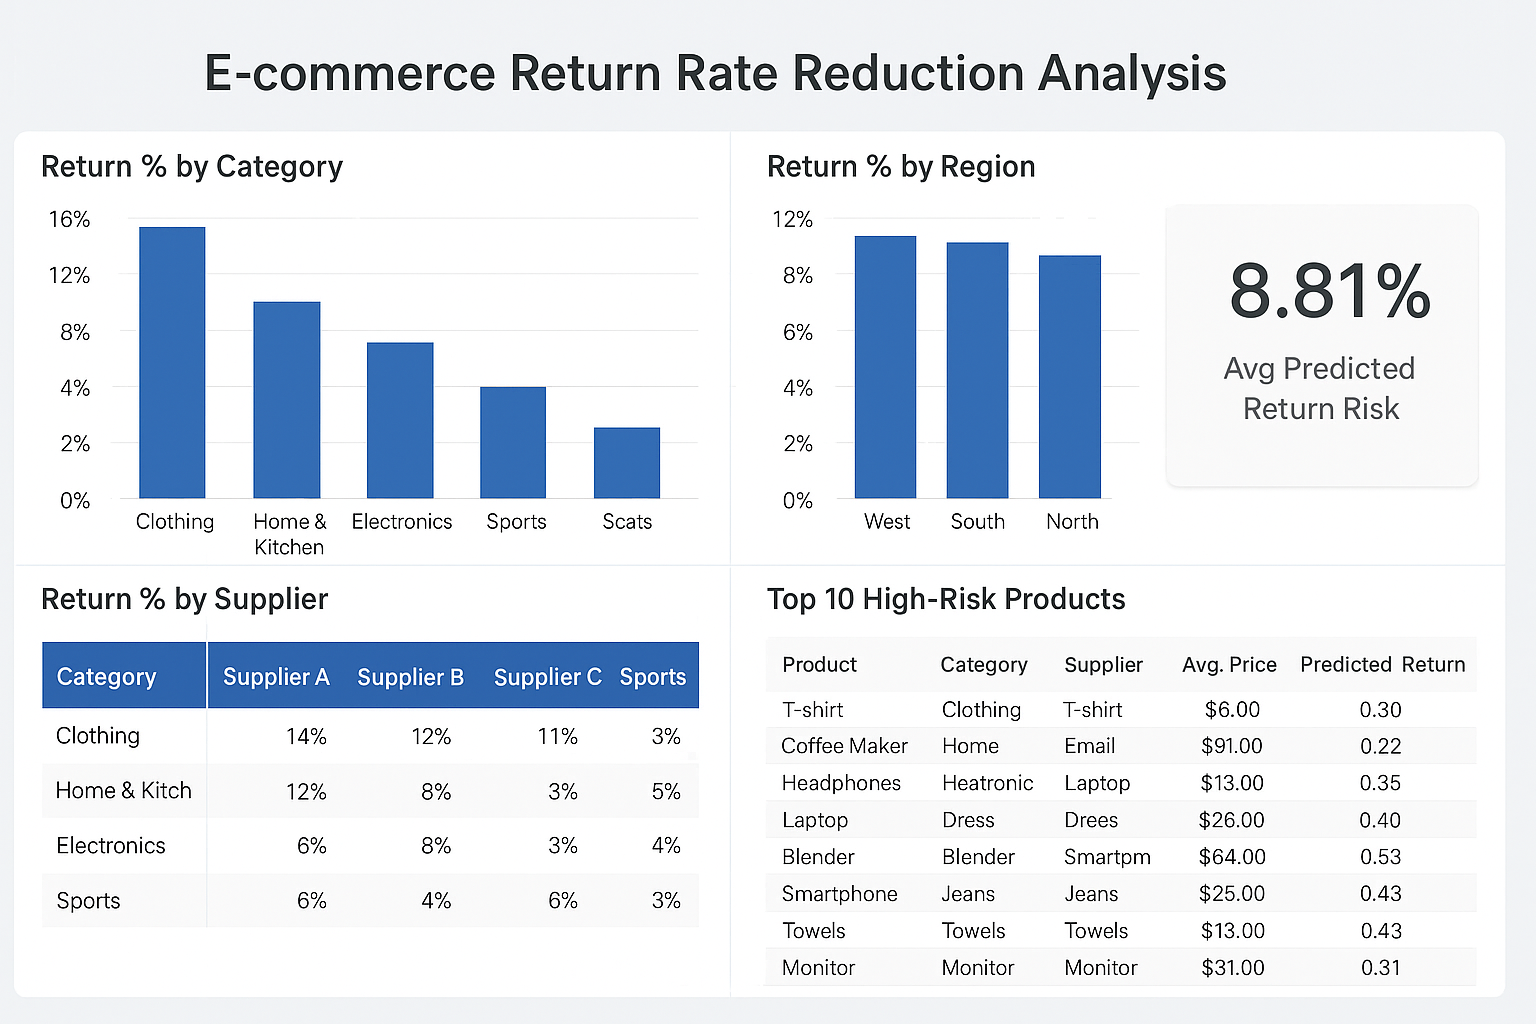 E-commerce Return Rate Reduction Analysis
Return % by Category
16%
12%
8%
4%
2%
0%
Clothing
Home &
Kitchen
Electronics
Sports
Scats
Return % by Region
12%
8%
6%
4%
2%
0%
West
South
North
8.81%
Avg Predicted
Return Risk
Return % by Supplier
Category Supplier A Supplier B Supplier C Sports
Clothing 14% 12% 11% 3%
Home & Kitch 12% 8% 3% 5%
Electronics 6% 8% 3% 4%
Sports 6% 4% 6% 3%
Top 10 High-Risk Products
Product Category Supplier Avg. Price Predicted Return
T-shirt Clothing T-shirt $6.00 0.30
Coffee Maker Home Email $91.00 0.22
Headphones Heatronic Laptop $13.00 0.35
Laptop Dress Drees $26.00 0.40
Blender Blender Smartpm $64.00 0.53
Smartphone Jeans Jeans $25.00 0.43
Towels Towels Towels $13.00 0.43
Monitor Monitor Monitor $31.00 0.31